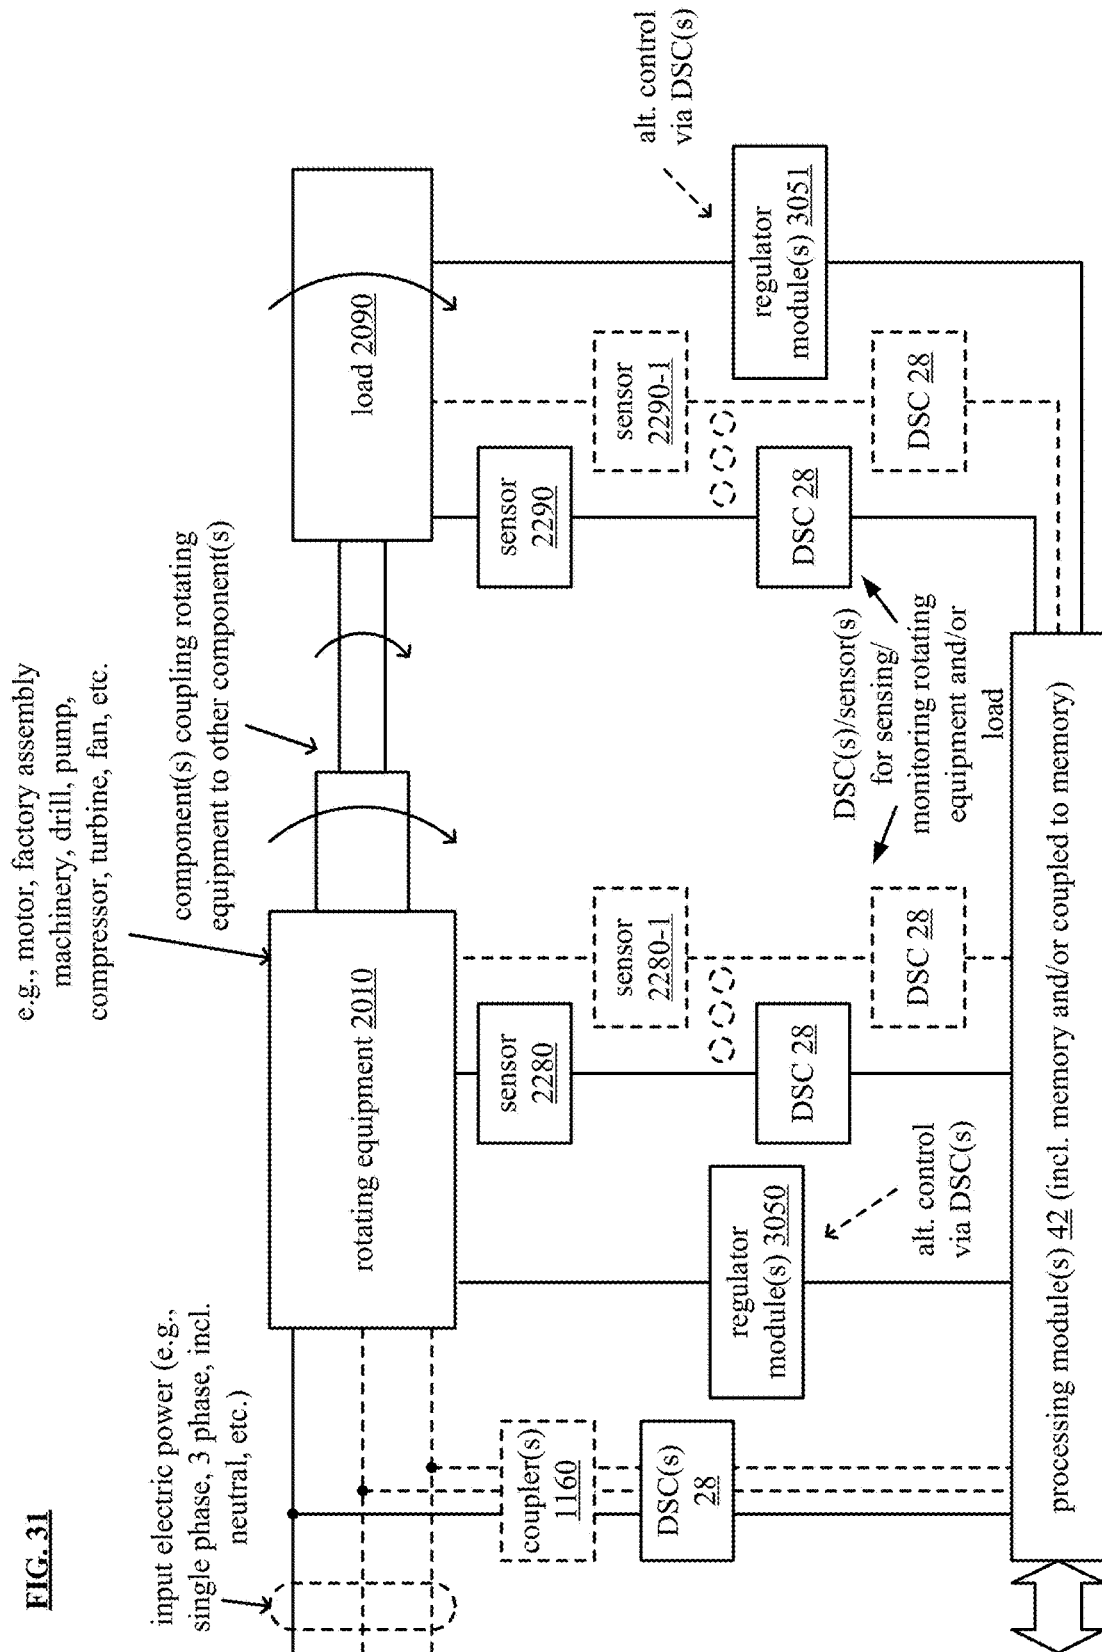 FIG. 31
e.g., motor, factory assembly
machinery, drill, pump,
compressor, turbine, fan, etc.
input electric power (e.g.,
single phase, 3 phase, incl.
neutral, etc.)
component(s) coupling rotating
equipment to other component(s)
rotating equipment 2010
load 2090
coupler(s)
1160
DSC(s)
28
regulator
module(s) 3050
alt. control
via DSC(s)
sensor
2280
DSC 28
sensor
2280-1
DSC 28
DSC(s)/sensor(s)
for sensing/
monitoring rotating
equipment and/or
load
sensor
2290
DSC 28
sensor
2290-1
DSC 28
regulator
module(s) 3051
alt. control
via DSC(s)
processing module(s) 42 (incl. memory and/or coupled to memory)